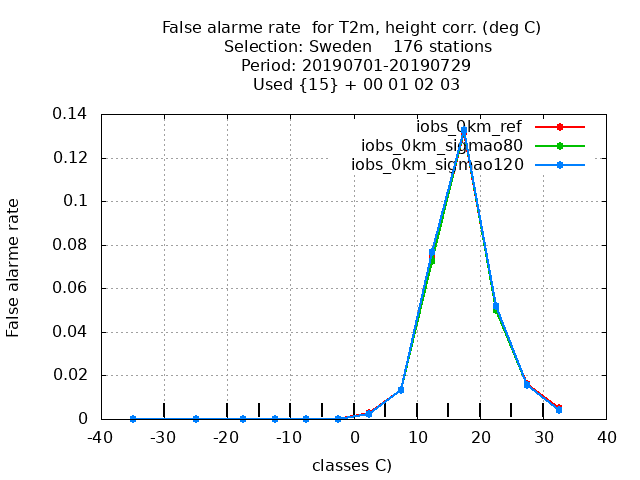 False alarme rate  for T2m, height corr. (deg C)
Selection: Sweden    176 stations
Period: 20190701-20190729
Used {15} + 00 01 02 03
iobs_0km_ref
iobs_0km_sigmao80
iobs_0km_sigmao120
False alarme rate
0.14
0.12
0.1
0.08
0.06
0.04
0.02
0
-40 -30 -20 -10 0 10 20 30 40
classes C)